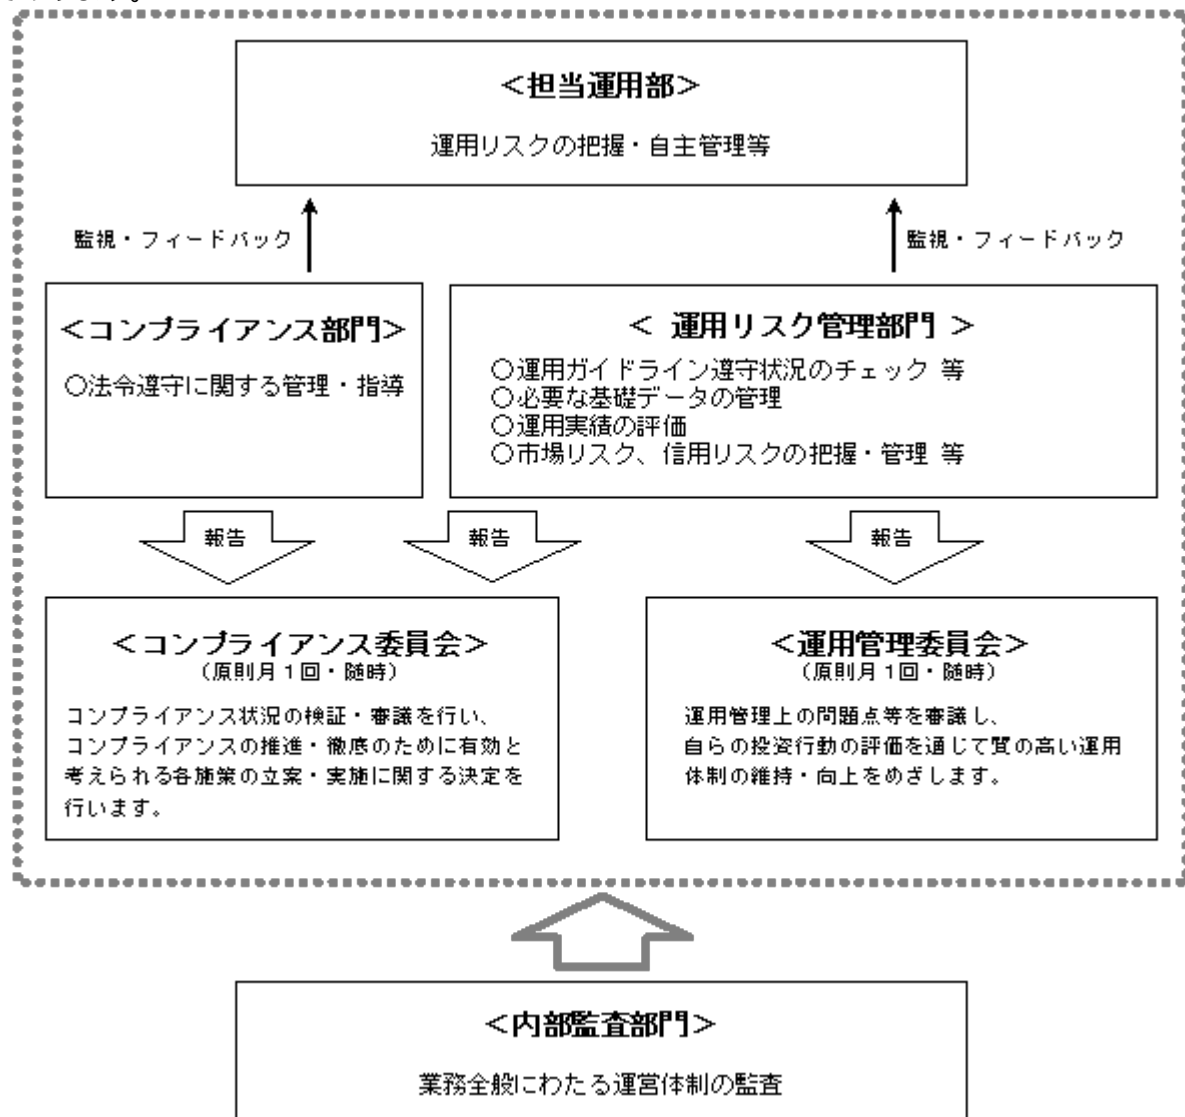 ＜担当運用部＞
運用リスクの把握・自主管理等
監視・フィードバック
監視・フィードバック
＜コンプライアンス部門＞
○法令遵守に関する管理・指導
＜ 運用リスク管理部門 ＞
○運用ガイドライン遵守状況のチェック 等
○必要な基礎データの管理
○運用実績の評価
○市場リスク、信用リスクの把握・管理 等
報告
報告
報告
＜コンプライアンス委員会＞
（原則月１回・随時）
コンプライアンス状況の検証・審議を行い、
コンプライアンスの推進・徹底のために有効と
考えられる各施策の立案・実施に関する決定を
行います。
＜運用管理委員会＞
（原則月１回・随時）
運用管理上の問題点等を審議し、
自らの投資行動の評価を通じて質の高い運用
体制の維持・向上をめざします。
＜内部監査部門＞
業務全般にわたる運営体制の監査